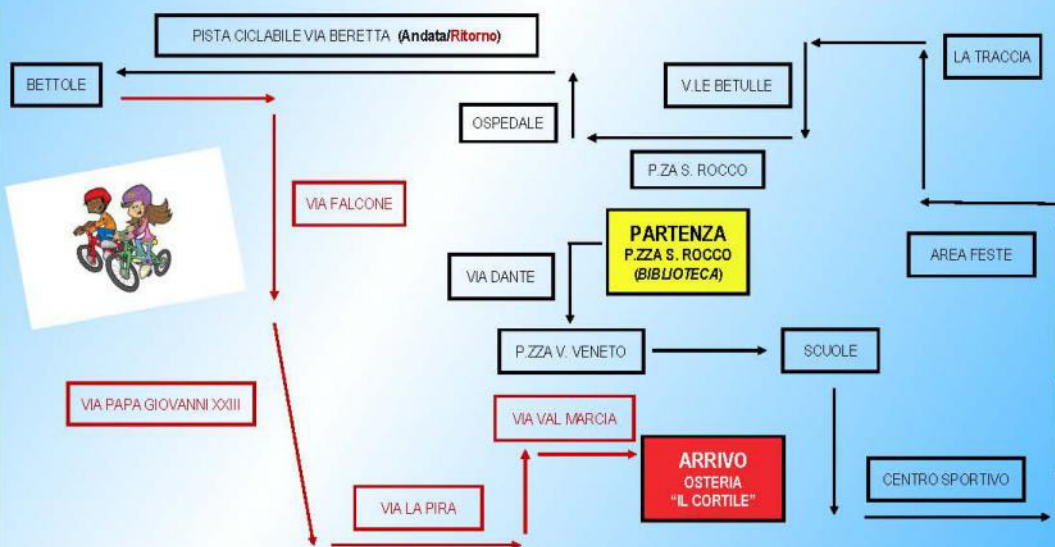 PISTA CICLABILE VIA BERETTA (Andata/Ritorno)
BETTOLE
LA TRACCIA
V.LE BETULLE
OSPEDALE
P.ZA S. ROCCO
VIA FALCONE
PARTENZA
P.ZZA S. ROCCO
(BIBLIOTECA)
AREA FESTE
VIA DANTE
P.ZZA V. VENETO
SCUOLE
VIA PAPA GIOVANNI XXIII
VIA VAL MARCIA
ARRIVO
OSTERIA
"IL CORTILE"
CENTRO SPORTIVO
VIA LA PIRA